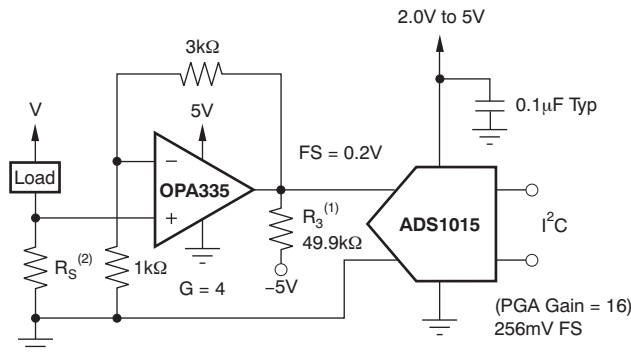 2.0V to 5V
3kΩ
0.1μF Typ
V
5V
FS = 0.2V
Load
−
OPA335
+
R3(1)
49.9kΩ
ADS1015
I2C
RS(2)
1kΩ
G = 4
−5V
(PGA Gain = 16)
256mV FS